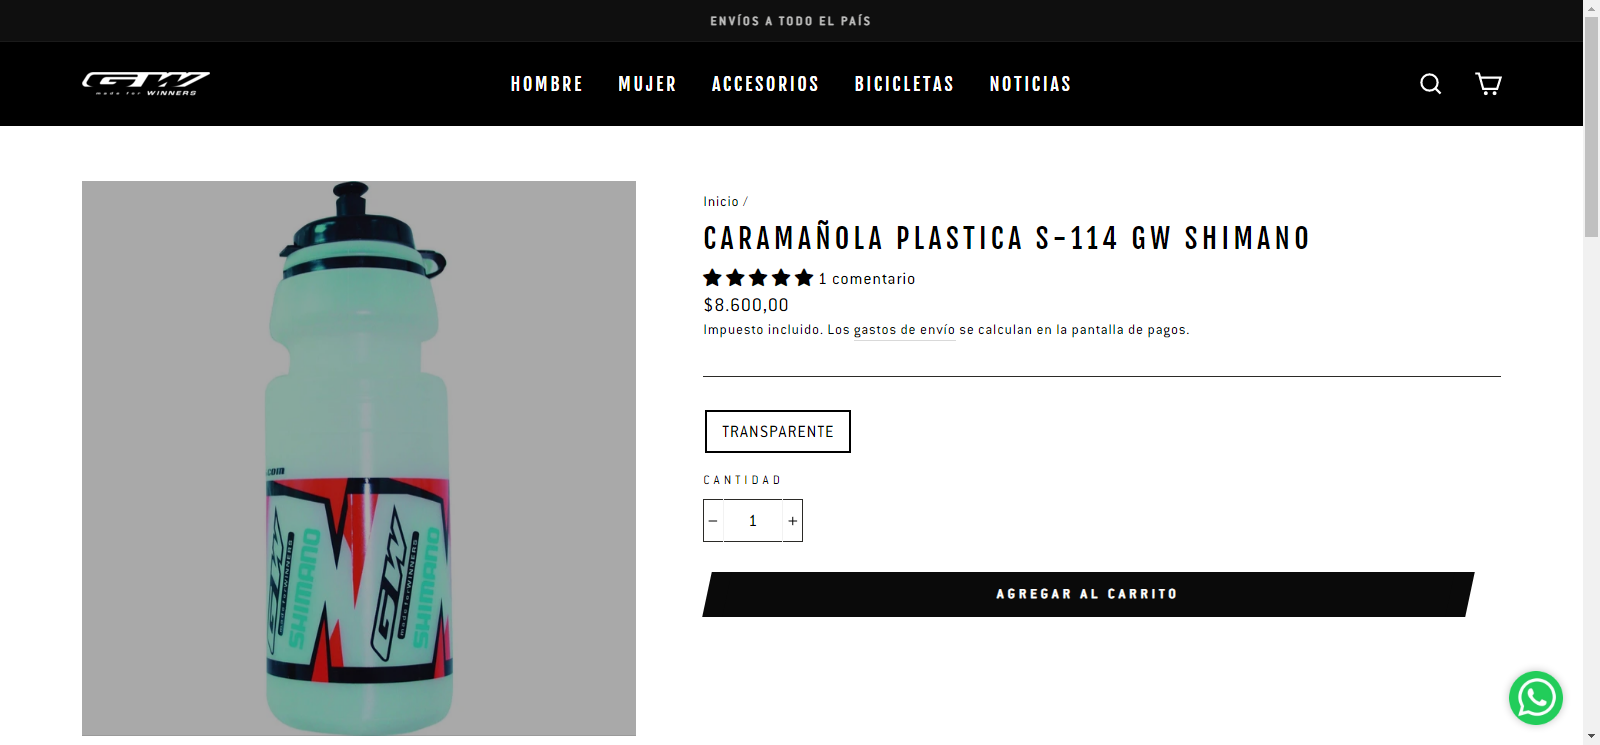 ENVÍOS A TODO EL PAÍS
GW
made for WINNERS
HOMBRE
MUJER
ACCESORIOS
BICICLETAS
NOTICIAS
Inicio /
CARAMAÑOLA PLASTICA S-114 GW SHIMANO
1 comentario
$8.600,00
Impuesto incluido. Los gastos de envío se calculan en la pantalla de pagos.
TRANSPARENTE
CANTIDAD
− 1 +
AGREGAR AL CARRITO
.com
GW
made for WINNERS
SHIMANO
GW
made for WINNERS
SHIMANO